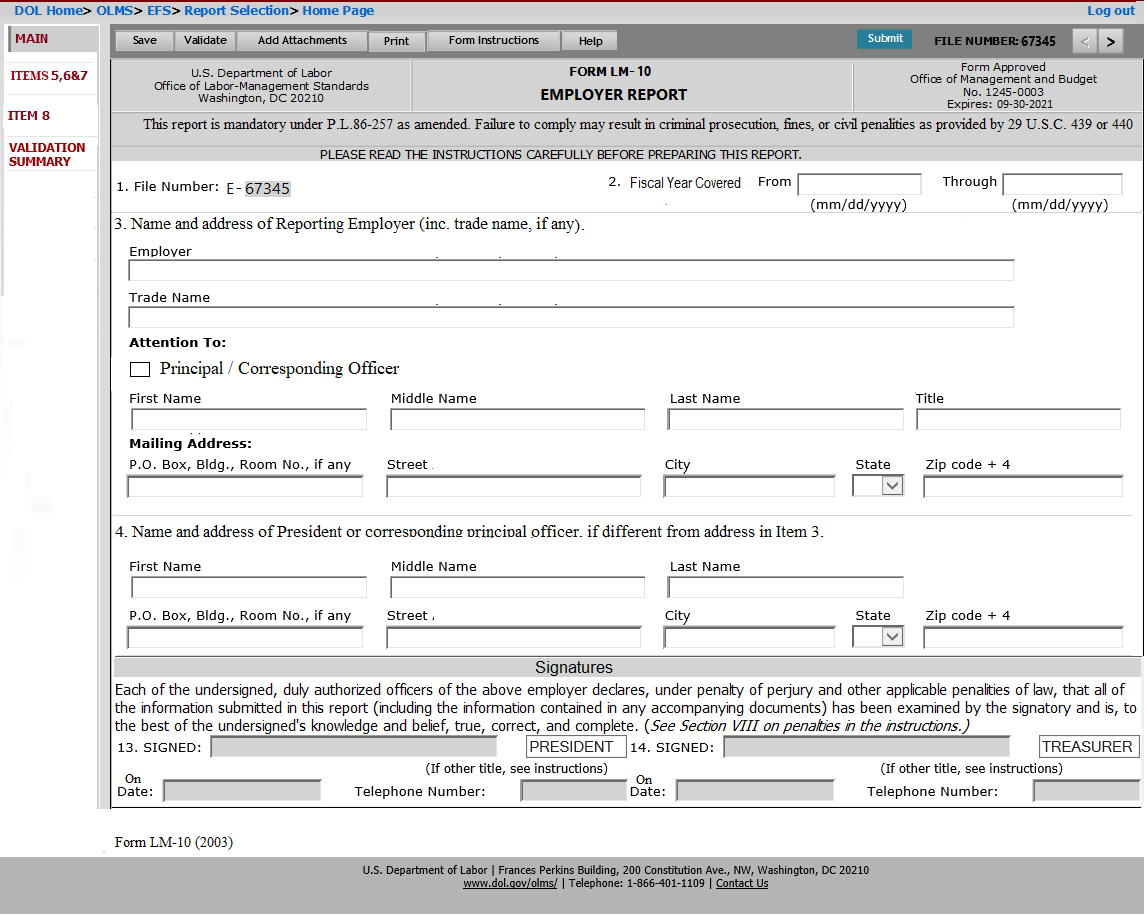 DOL Home> OLMS> EFS> Report Selection> Home Page
Log out
MAIN
ITEMS 5,6&7
ITEM 8
VALIDATION
SUMMARY
Save Validate Add Attachments Print Form Instructions Help Submit FILE NUMBER: 67345 < >
U.S. Department of Labor
Office of Labor-Management Standards
Washington, DC 20210
FORM LM- 10
EMPLOYER REPORT
Form Approved
Office of Management and Budget
No. 1245-0003
Expires: 09-30-2021
This report is mandatory under P.L.86-257 as amended. Failure to comply may result in criminal prosecution, fines, or civil penalties as provided by 29 U.S.C. 439 or 440
PLEASE READ THE INSTRUCTIONS CAREFULLY BEFORE PREPARING THIS REPORT.
1. File Number: E- 67345
2. Fiscal Year Covered From Through
(mm/dd/yyyy) (mm/dd/yyyy)
3. Name and address of Reporting Employer (inc. trade name, if any).
Employer
Trade Name
Attention To:
Principal / Corresponding Officer
First Name Middle Name Last Name Title
Mailing Address:
P.O. Box, Bldg., Room No., if any Street City State Zip code + 4
4. Name and address of President or corresponding principal officer, if different from address in Item 3.
First Name Middle Name Last Name
P.O. Box, Bldg., Room No., if any Street City State Zip code + 4
Signatures
Each of the undersigned, duly authorized officers of the above employer declares, under penalty of perjury and other applicable penalties of law, that all of
the information submitted in this report (including the information contained in any accompanying documents) has been examined by the signatory and is, to
the best of the undersigned's knowledge and belief, true, correct, and complete. (See Section VIII on penalties in the instructions.)
13. SIGNED: PRESIDENT 14. SIGNED: TREASURER
(If other title, see instructions) (If other title, see instructions)
On
Date: Telephone Number: On
Date: Telephone Number:
Form LM-10 (2003)
U.S. Department of Labor | Frances Perkins Building, 200 Constitution Ave., NW, Washington, DC 20210
www.dol.gov/olms/ | Telephone: 1-866-401-1109 | Contact Us